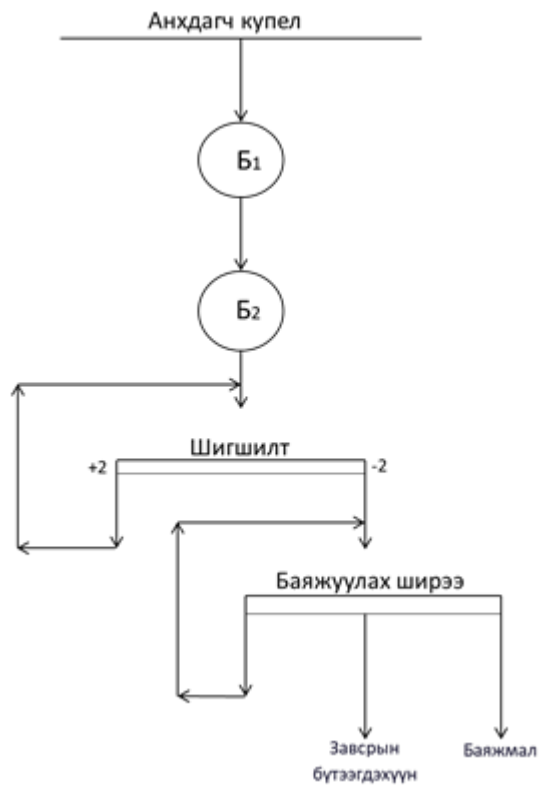 Анхдагч купел
Б1
Б2
Шигшилт
+2
-2
Баяжуулах ширээ
Завсрын
бүтээгдэхүүн
Баяжмал